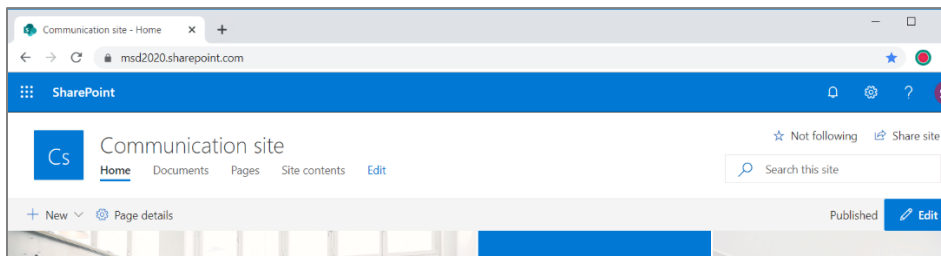 Communication site - Home
msd2020.sharepoint.com
SharePoint
Not following Share site
Cs Communication site
Home Documents Pages Site contents Edit
Search this site
New Page details Published Edit